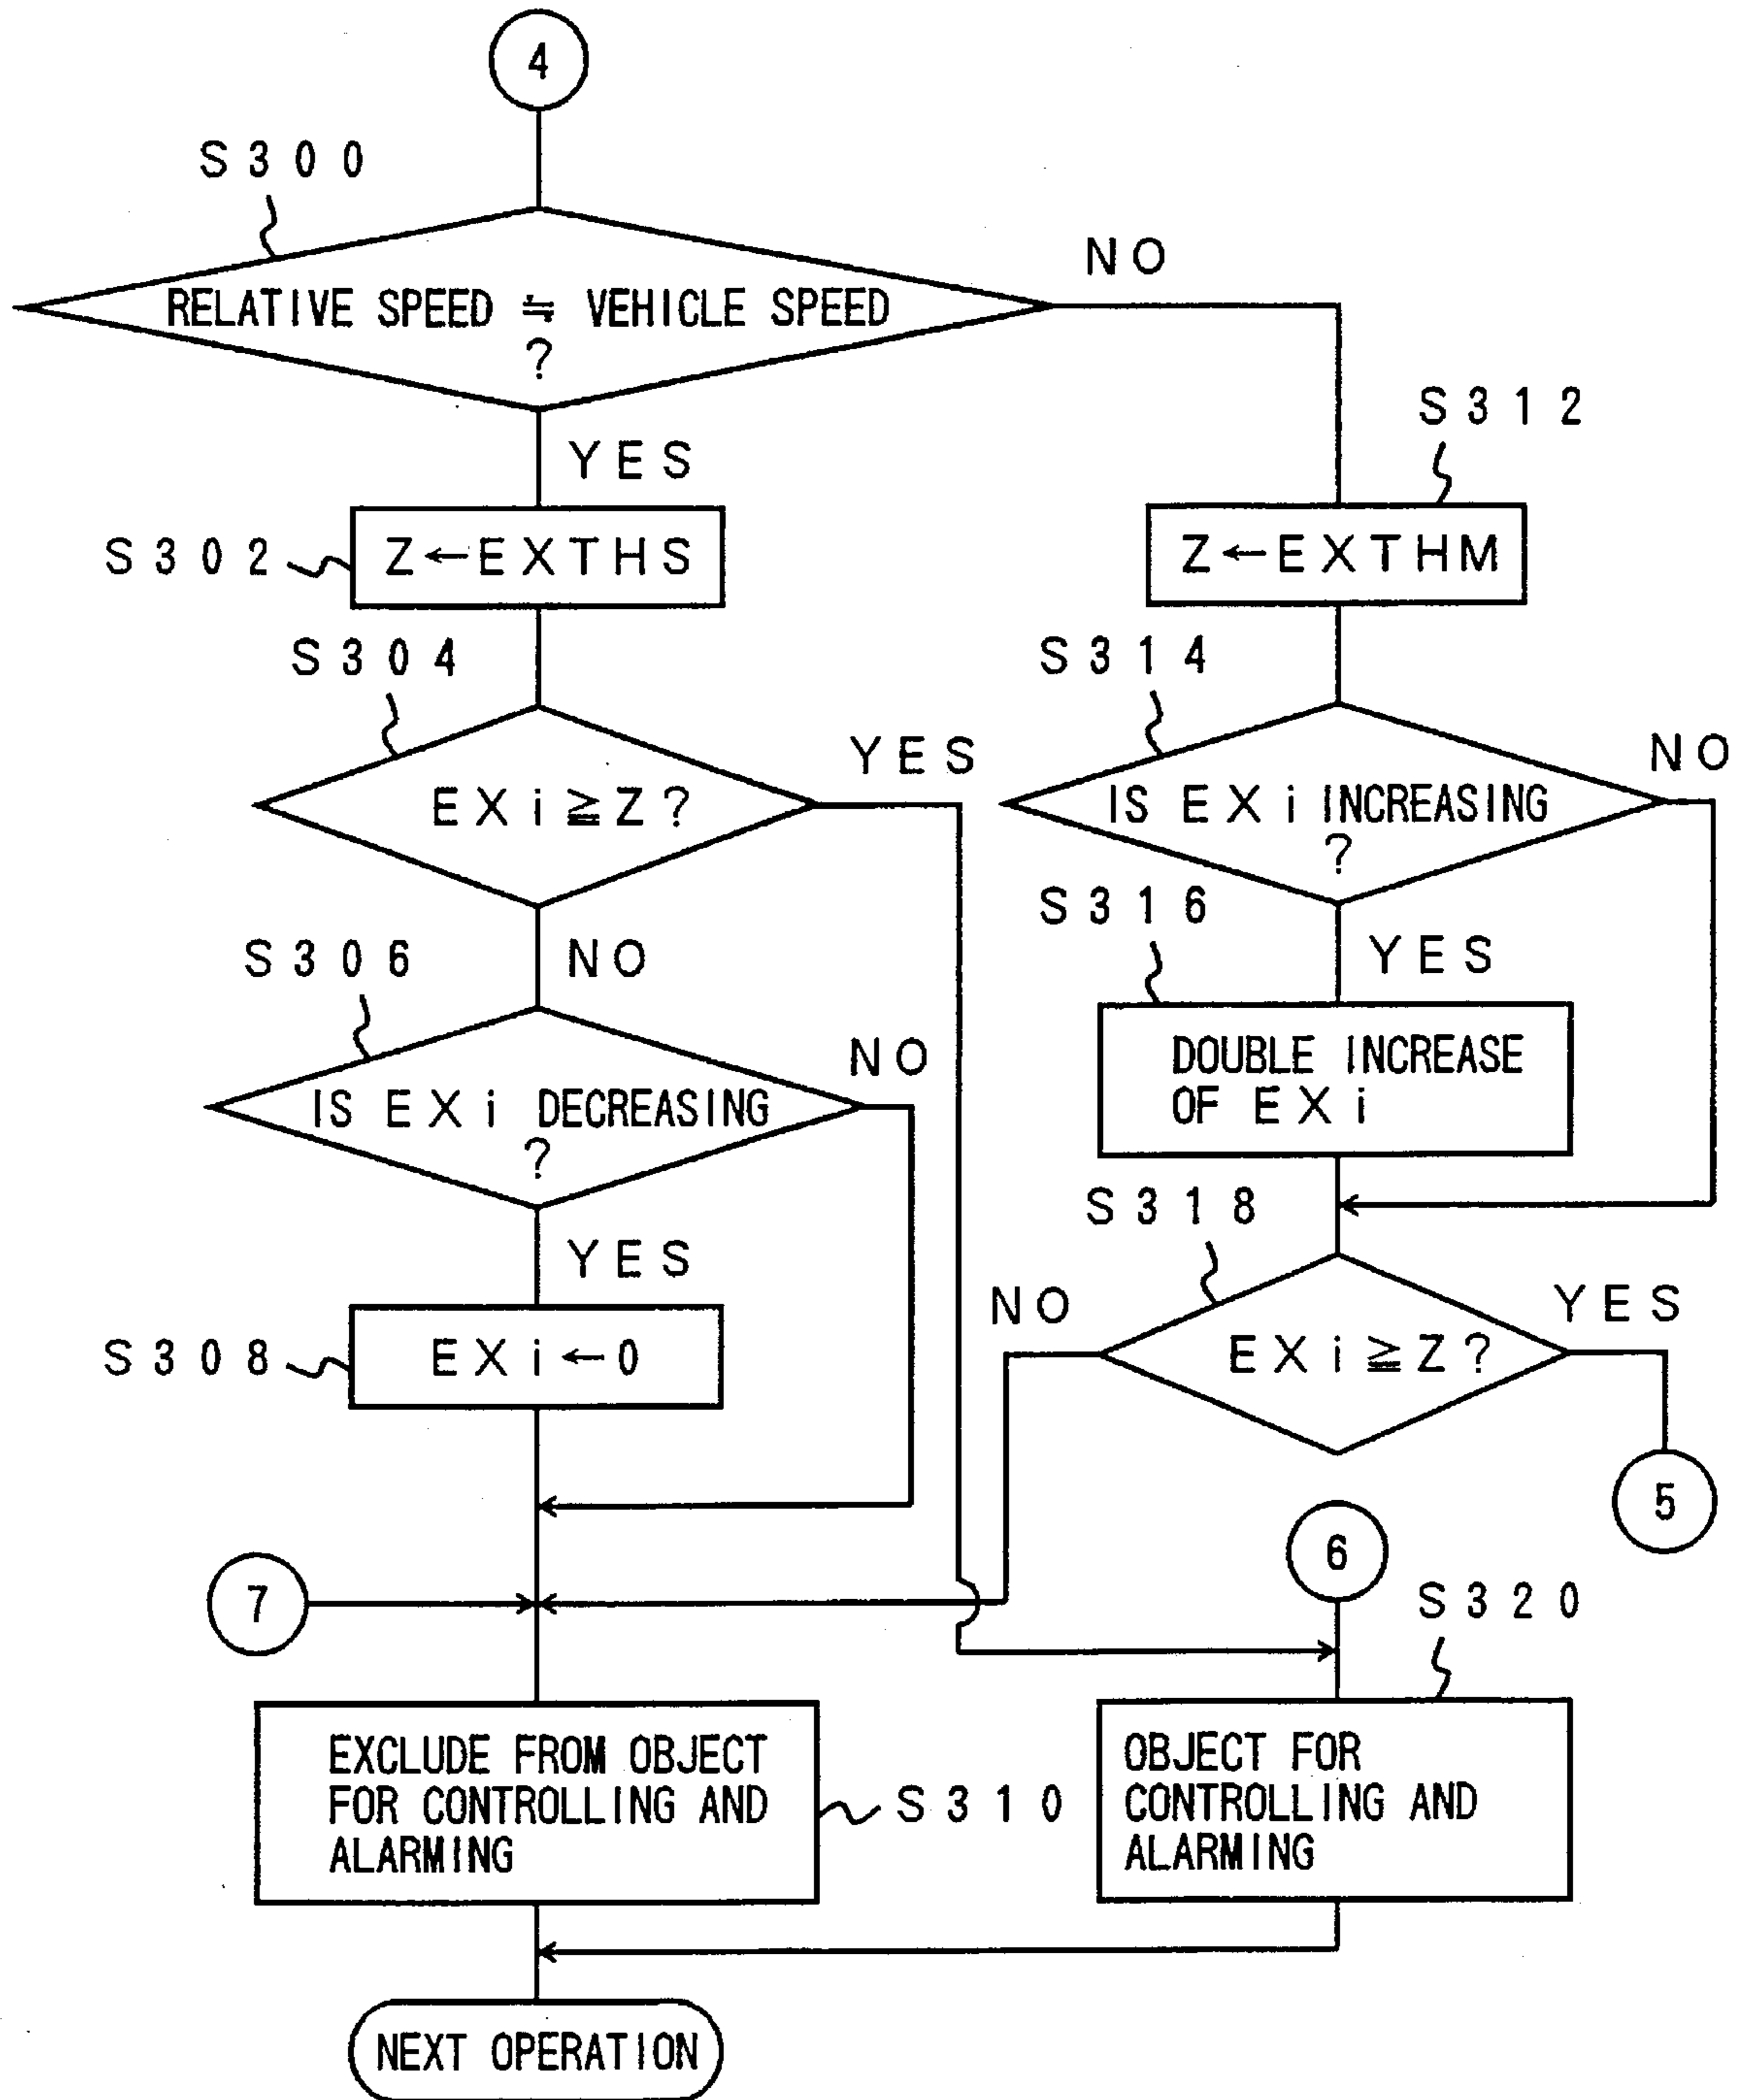 4
S300
NO
RELATIVE SPEED ≒ VEHICLE SPEED
?
YES
S312
S302
Z←EXTHS
Z←EXTHM
S304
S314
YES
NO
EXi≧Z?
IS EXi INCREASING
?
S316
S306
NO
YES
NO
DOUBLE INCREASE
OF EXi
IS EXi DECREASING
?
S318
YES
NO
YES
S308
EXi←0
EXi≧Z?
5
6
7
S320
EXCLUDE FROM OBJECT
FOR CONTROLLING AND
ALARMING
S310
OBJECT FOR
CONTROLLING AND
ALARMING
NEXT OPERATION